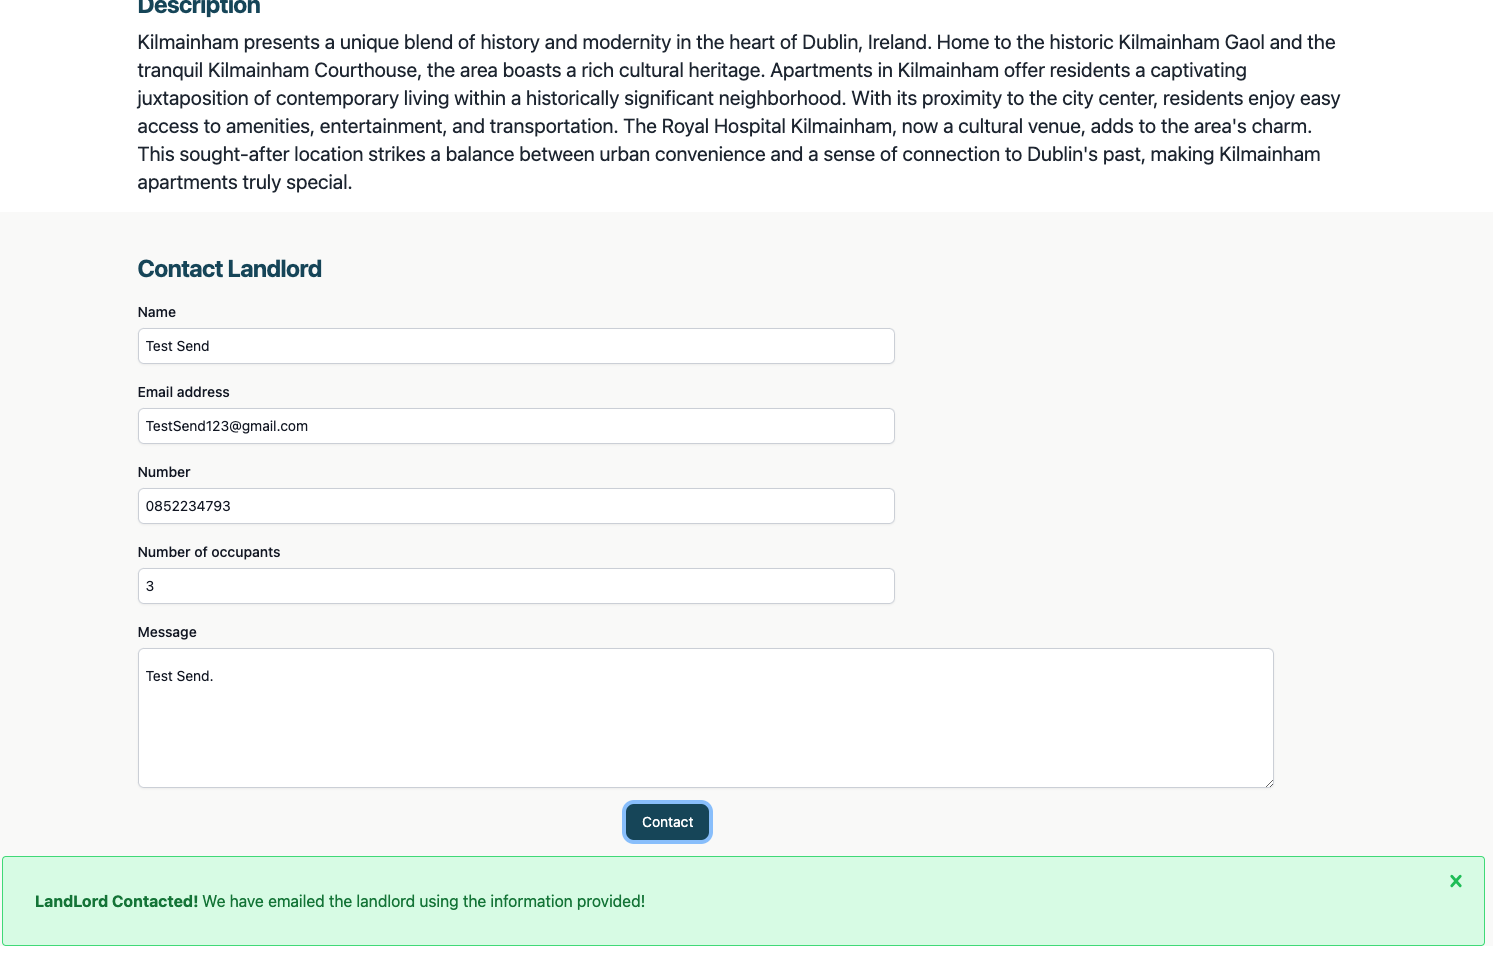 Description
Kilmainham presents a unique blend of history and modernity in the heart of Dublin, Ireland. Home to the historic Kilmainham Gaol and the
tranquil Kilmainham Courthouse, the area boasts a rich cultural heritage. Apartments in Kilmainham offer residents a captivating
juxtaposition of contemporary living within a historically significant neighborhood. With its proximity to the city center, residents enjoy easy
access to amenities, entertainment, and transportation. The Royal Hospital Kilmainham, now a cultural venue, adds to the area's charm.
This sought-after location strikes a balance between urban convenience and a sense of connection to Dublin's past, making Kilmainham
apartments truly special.
Contact Landlord
Name
Test Send
Email address
TestSend123@gmail.com
Number
0852234793
Number of occupants
3
Message
Test Send.
Contact
LandLord Contacted! We have emailed the landlord using the information provided!